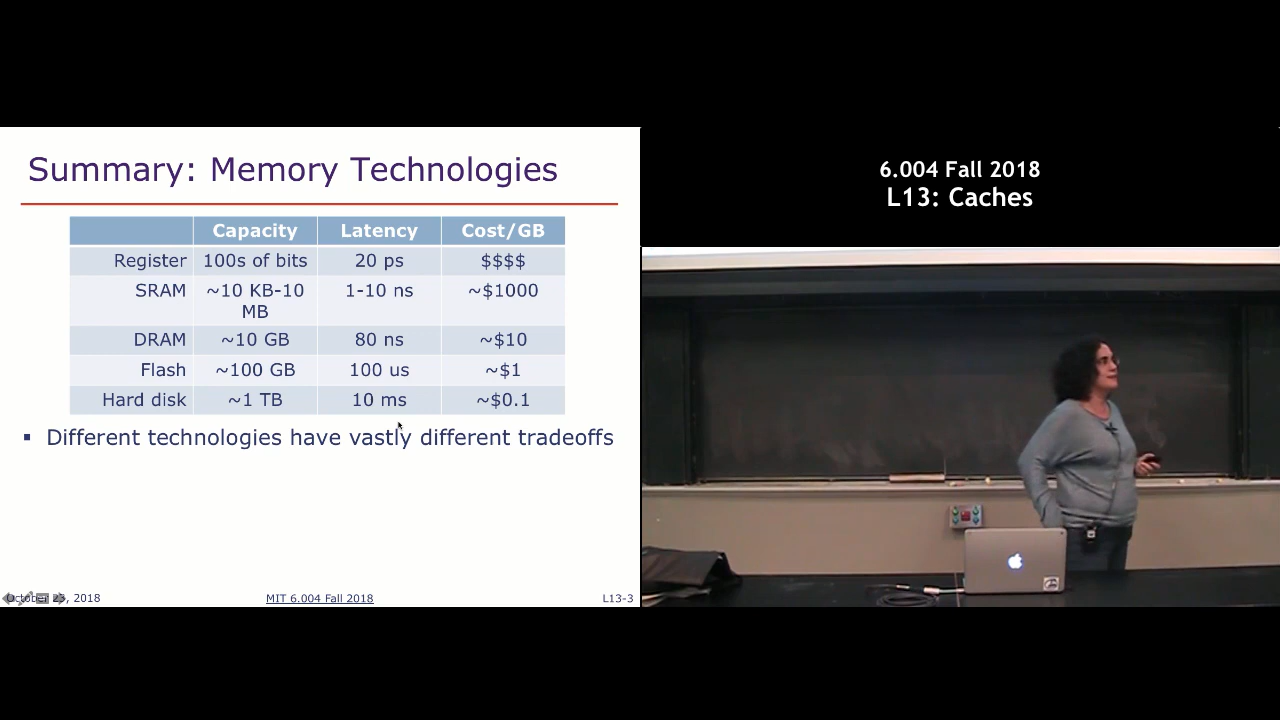 Summary: Memory Technologies
Capacity Latency Cost/GB
Register 100s of bits 20 ps $$$$
SRAM ~10 KB-10 MB 1-10 ns ~$1000
DRAM ~10 GB 80 ns ~$10
Flash ~100 GB 100 us ~$1
Hard disk ~1 TB 10 ms ~$0.1
▪ Different technologies have vastly different tradeoffs
October 23, 2018 MIT 6.004 Fall 2018 L13-3
6.004 Fall 2018
L13: Caches